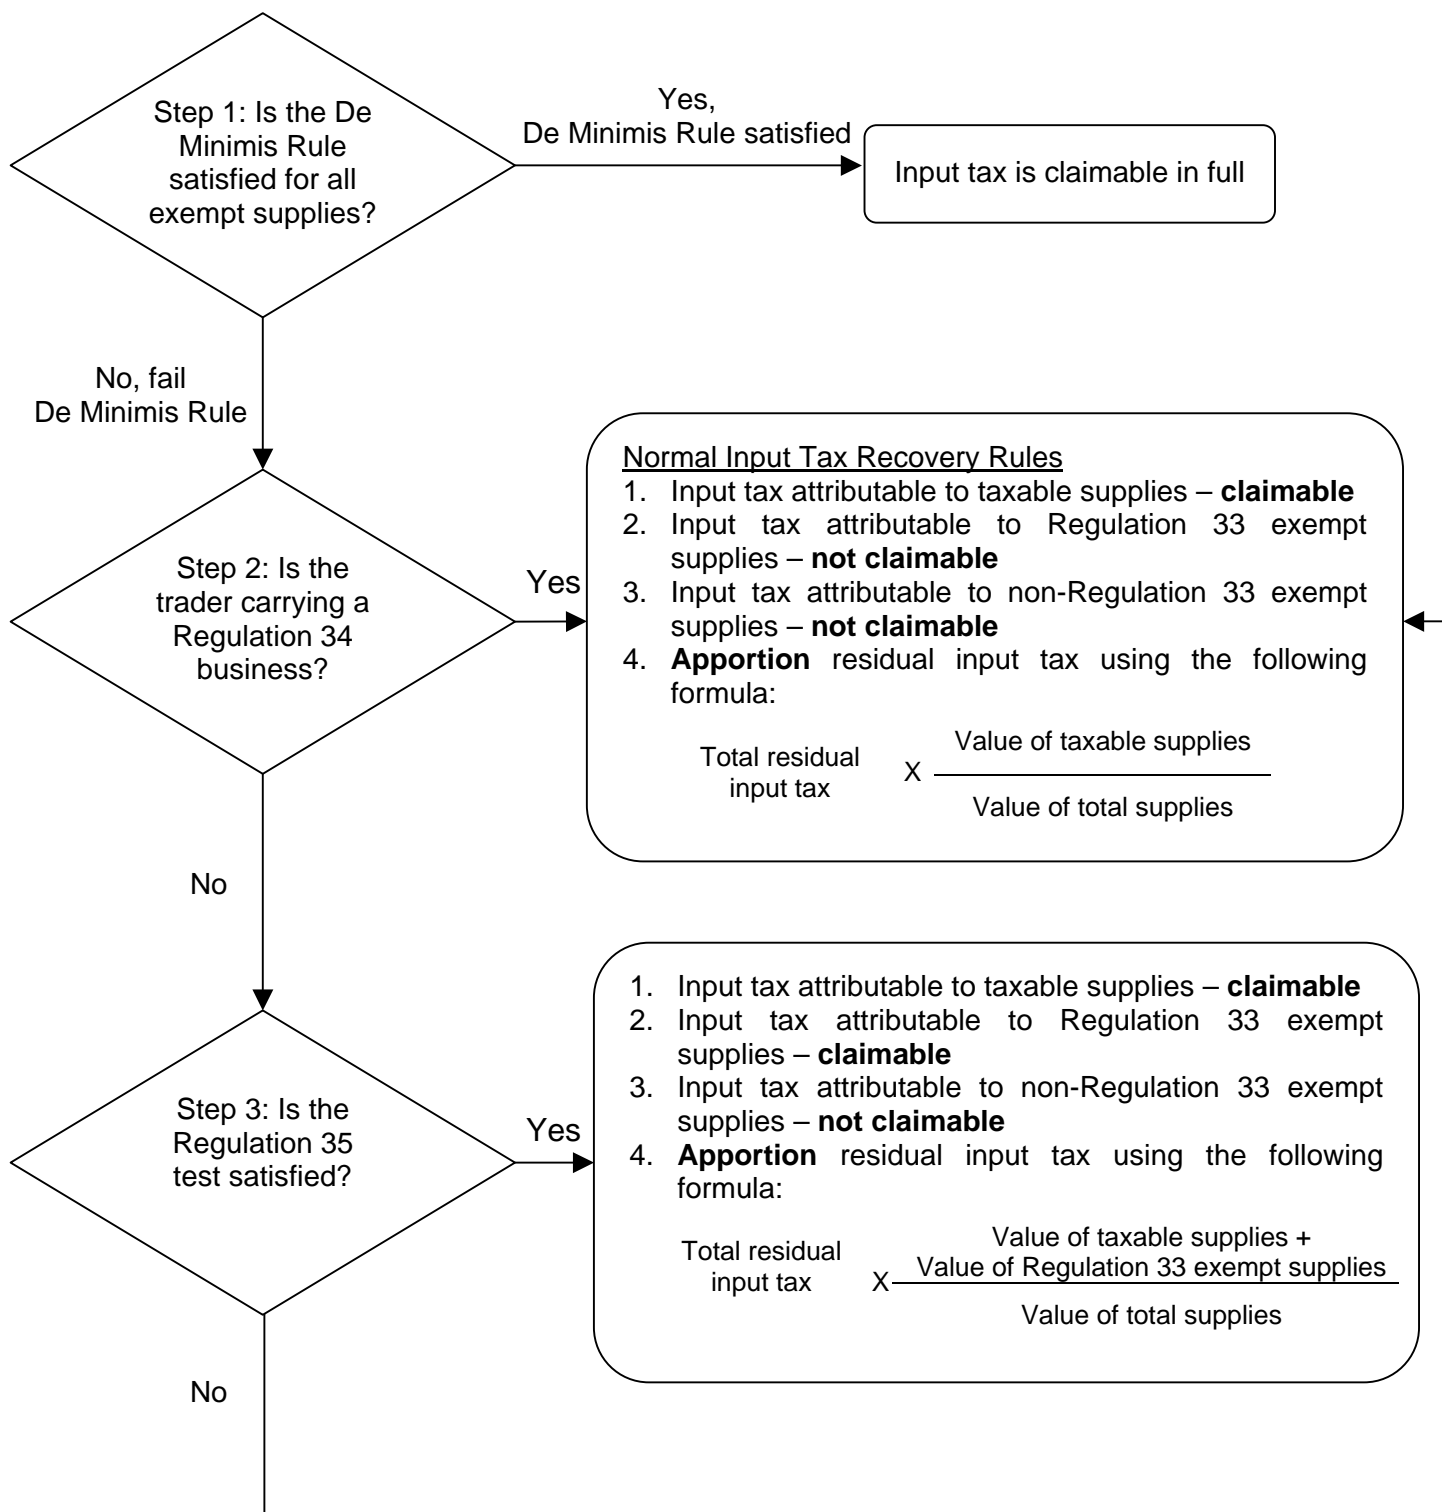 Step 1: Is the De
Minimis Rule
satisfied for all
exempt supplies?
Yes,
De Minimis Rule satisfied
Input tax is claimable in full
No, fail
De Minimis Rule
Step 2: Is the
trader carrying a
Regulation 34
business?
Yes
Normal Input Tax Recovery Rules
1. Input tax attributable to taxable supplies – claimable
2. Input tax attributable to Regulation 33 exempt
supplies – not claimable
3. Input tax attributable to non-Regulation 33 exempt
supplies – not claimable
4. Apportion residual input tax using the following
formula:
Total residual
input tax
X
Value of taxable supplies
Value of total supplies
No
Step 3: Is the
Regulation 35
test satisfied?
Yes
1. Input tax attributable to taxable supplies – claimable
2. Input tax attributable to Regulation 33 exempt
supplies – claimable
3. Input tax attributable to non-Regulation 33 exempt
supplies – not claimable
4. Apportion residual input tax using the following
formula:
Total residual
input tax
X
Value of taxable supplies +
Value of Regulation 33 exempt supplies
Value of total supplies
No